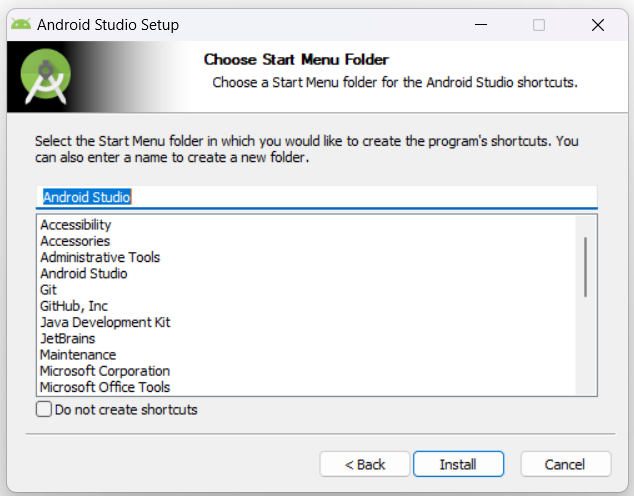 Android Studio Setup
Choose Start Menu Folder
Choose a Start Menu folder for the Android Studio shortcuts.
Select the Start Menu folder in which you would like to create the program's shortcuts. You
can also enter a name to create a new folder.
Android Studio
Accessibility
Accessories
Administrative Tools
Android Studio
Git
GitHub, Inc
Java Development Kit
JetBrains
Maintenance
Microsoft Corporation
Microsoft Office Tools
Do not create shortcuts
< Back
Install
Cancel